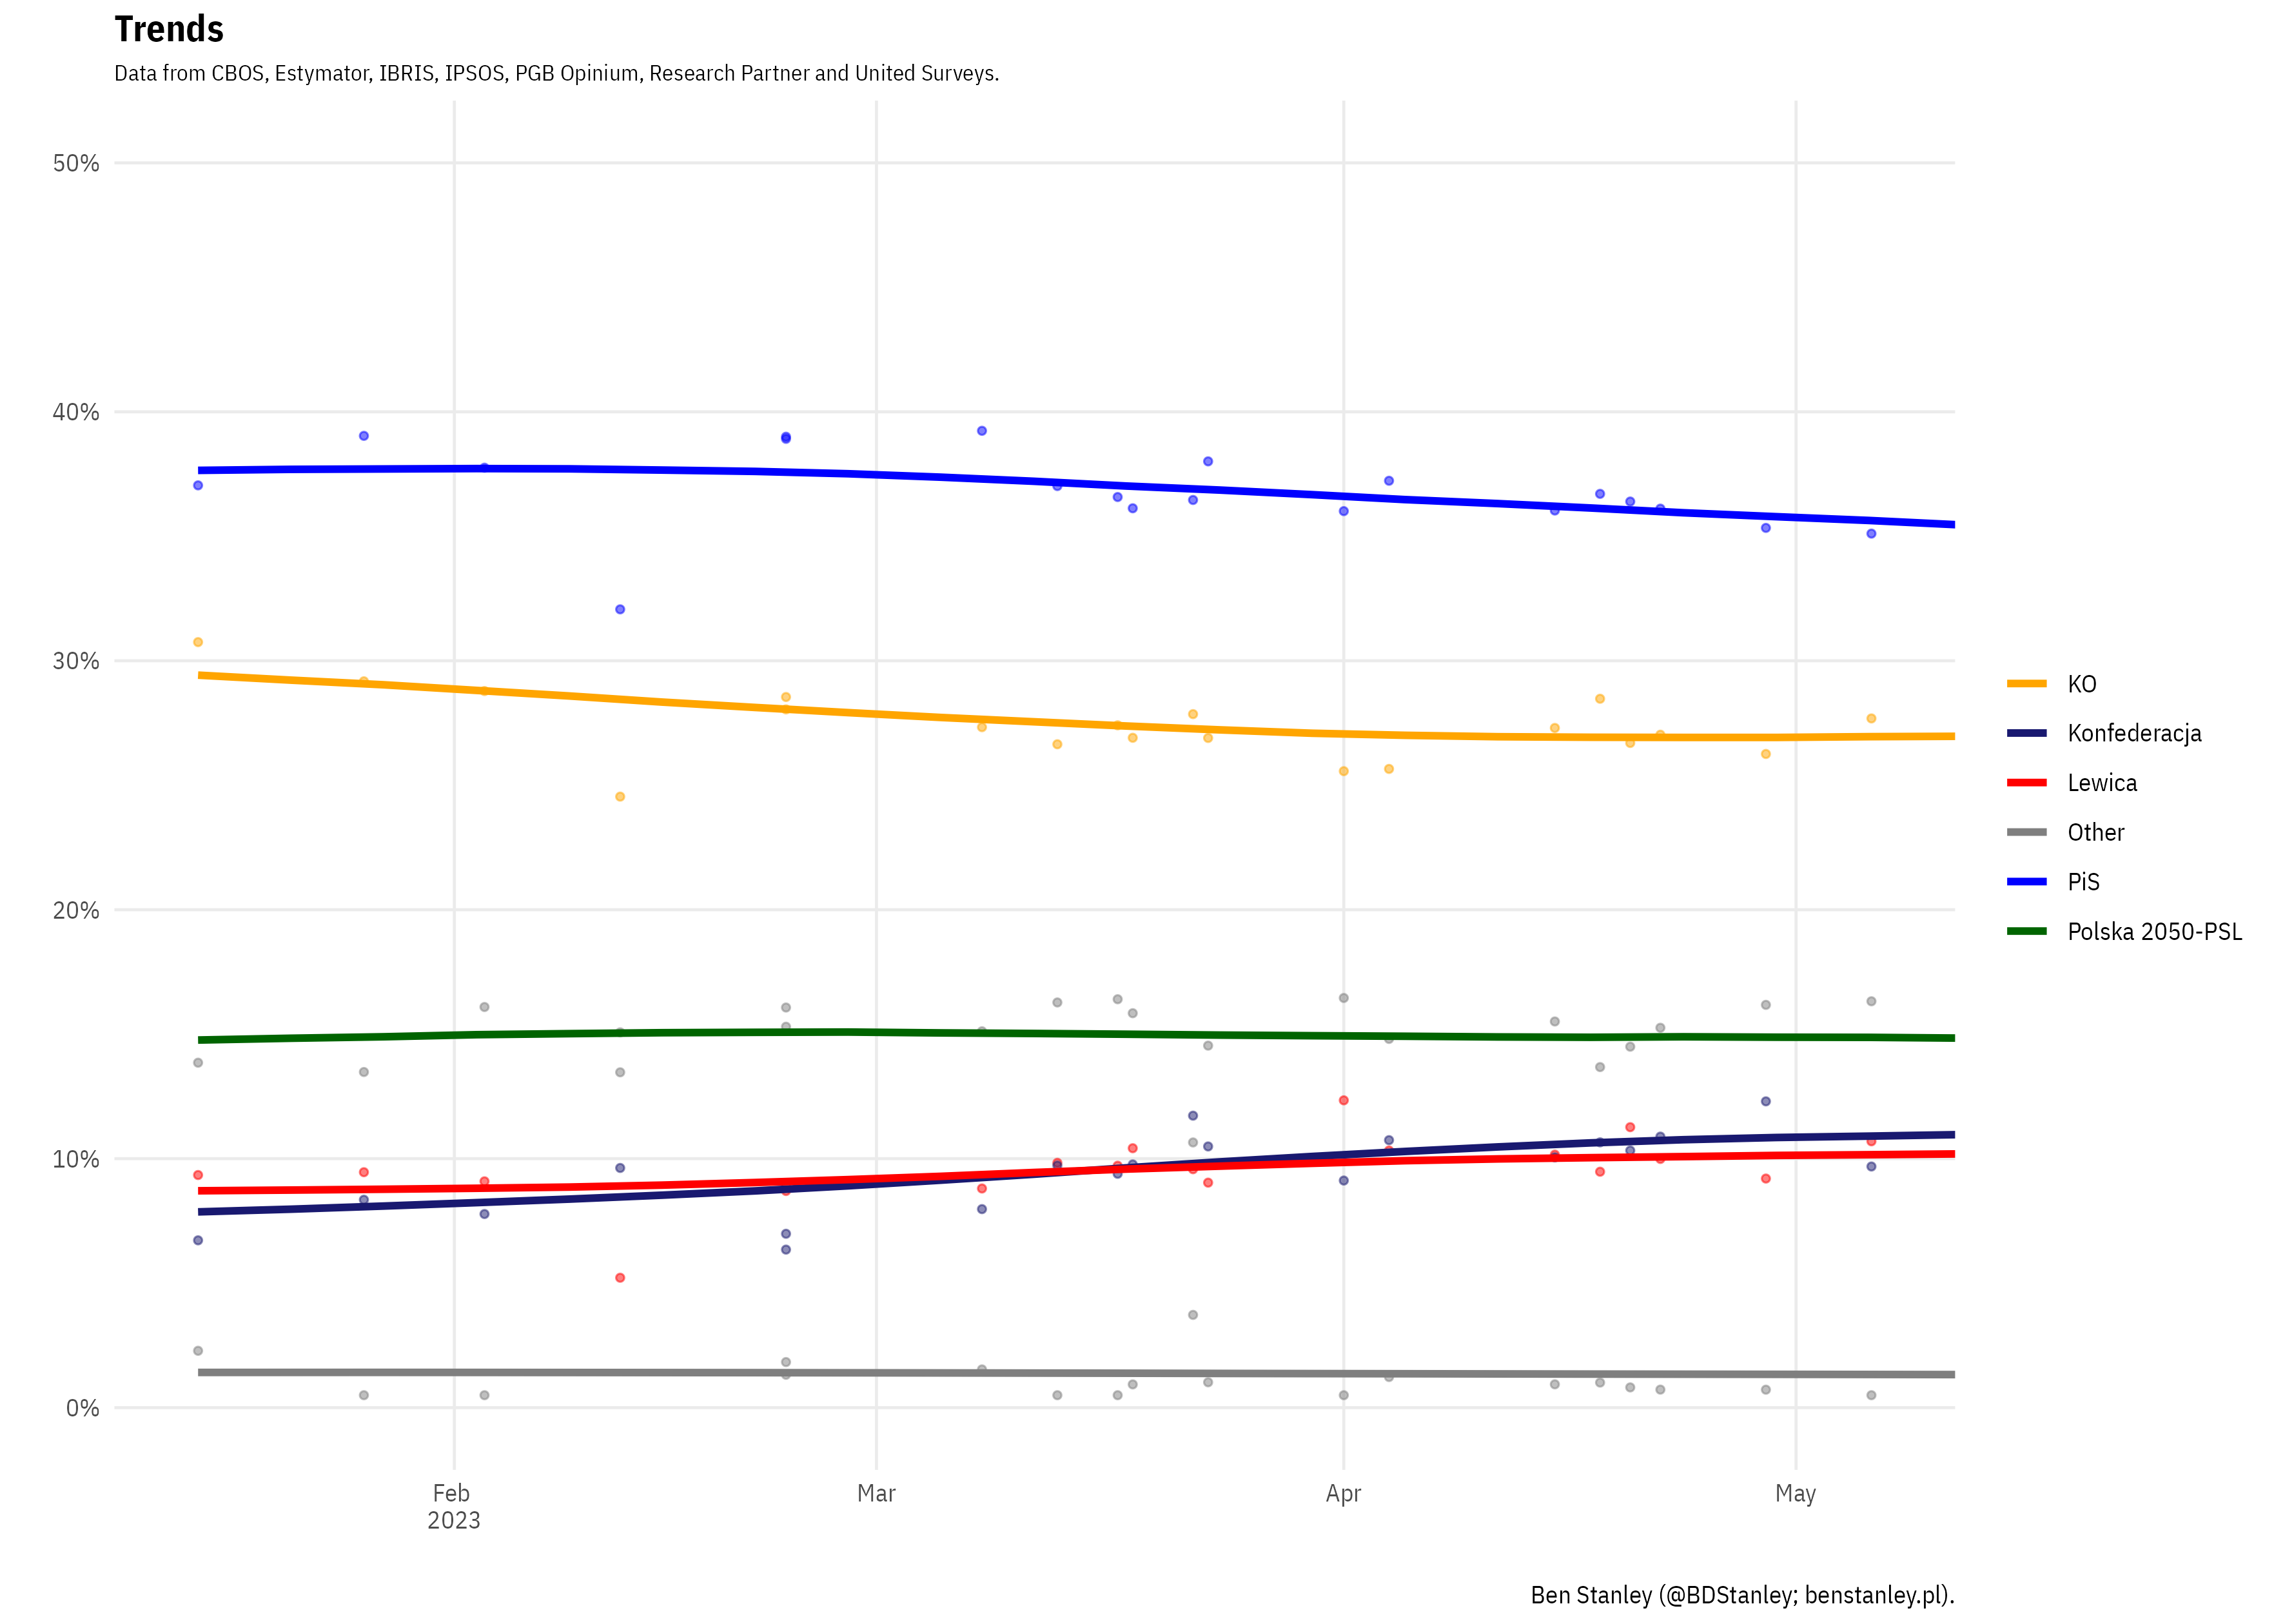 Trends
Data from CBOS, Estymator, IBRIS, IPSOS, PGB Opinium, Research Partner and United Surveys.
50%
40%
30%
20%
10%
0%
Feb
2023
Mar
Apr
May
KO
Konfederacja
Lewica
Other
PiS
Polska 2050-PSL
Ben Stanley (@BDStanley; benstanley.pl).